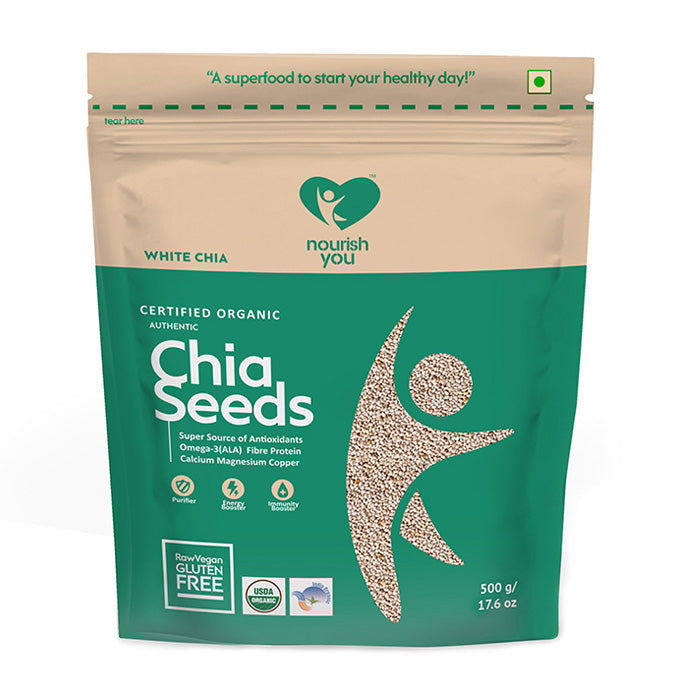 “A superfood to start your healthy day!”
tear here
TM
nourish
you
WHITE CHIA
CERTIFIED ORGANIC
AUTHENTIC
Chia
Seeds
Super Source of Antioxidants
Omega-3(ALA) Fibre Protein
Calcium Magnesium Copper
Purifier
Energy
Booster
Immunity
Booster
RawVegan
GLUTEN
FREE
USDA
ORGANIC
500 g/
17.6 oz